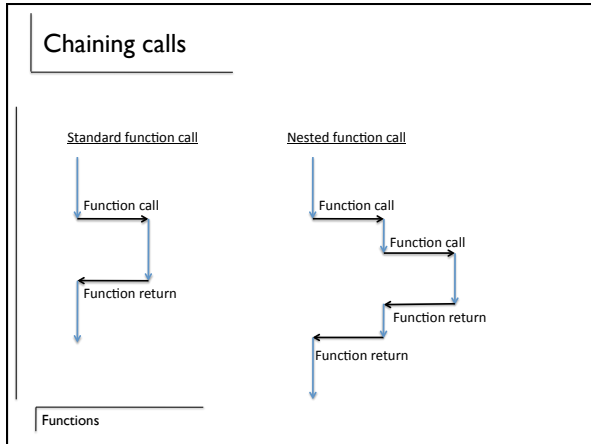 Chaining calls
Standard function call
Function call
Function return
Nested function call
Function call
Function call
Function return
Function return
Functions